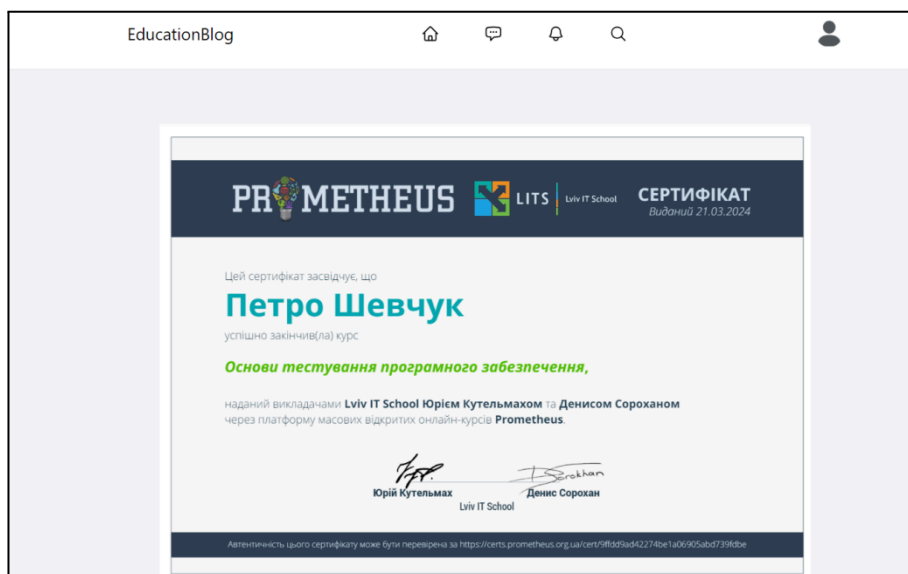 EducationBlog
PROMETHEUS LITS Lviv IT School СЕРТИФІКАТ
Виданий 21.03.2024
Цей сертифікат засвідчує, що
Петро Шевчук
успішно закінчив(ла) курс
Основи тестування програмного забезпечення,
наданий викладачами Lviv IT School Юрієм Кутельмахом та Денисом Сороханом
через платформу масових відкритих онлайн-курсів Prometheus.
Sorokhan
Юрій Кутельмах Денис Сорохан
Lviv IT School
Автентичність цього сертифікату може бути перевірена за https://certs.prometheus.org.ua/cert/9ffdd9ad42274be1a06905abd739fdbe